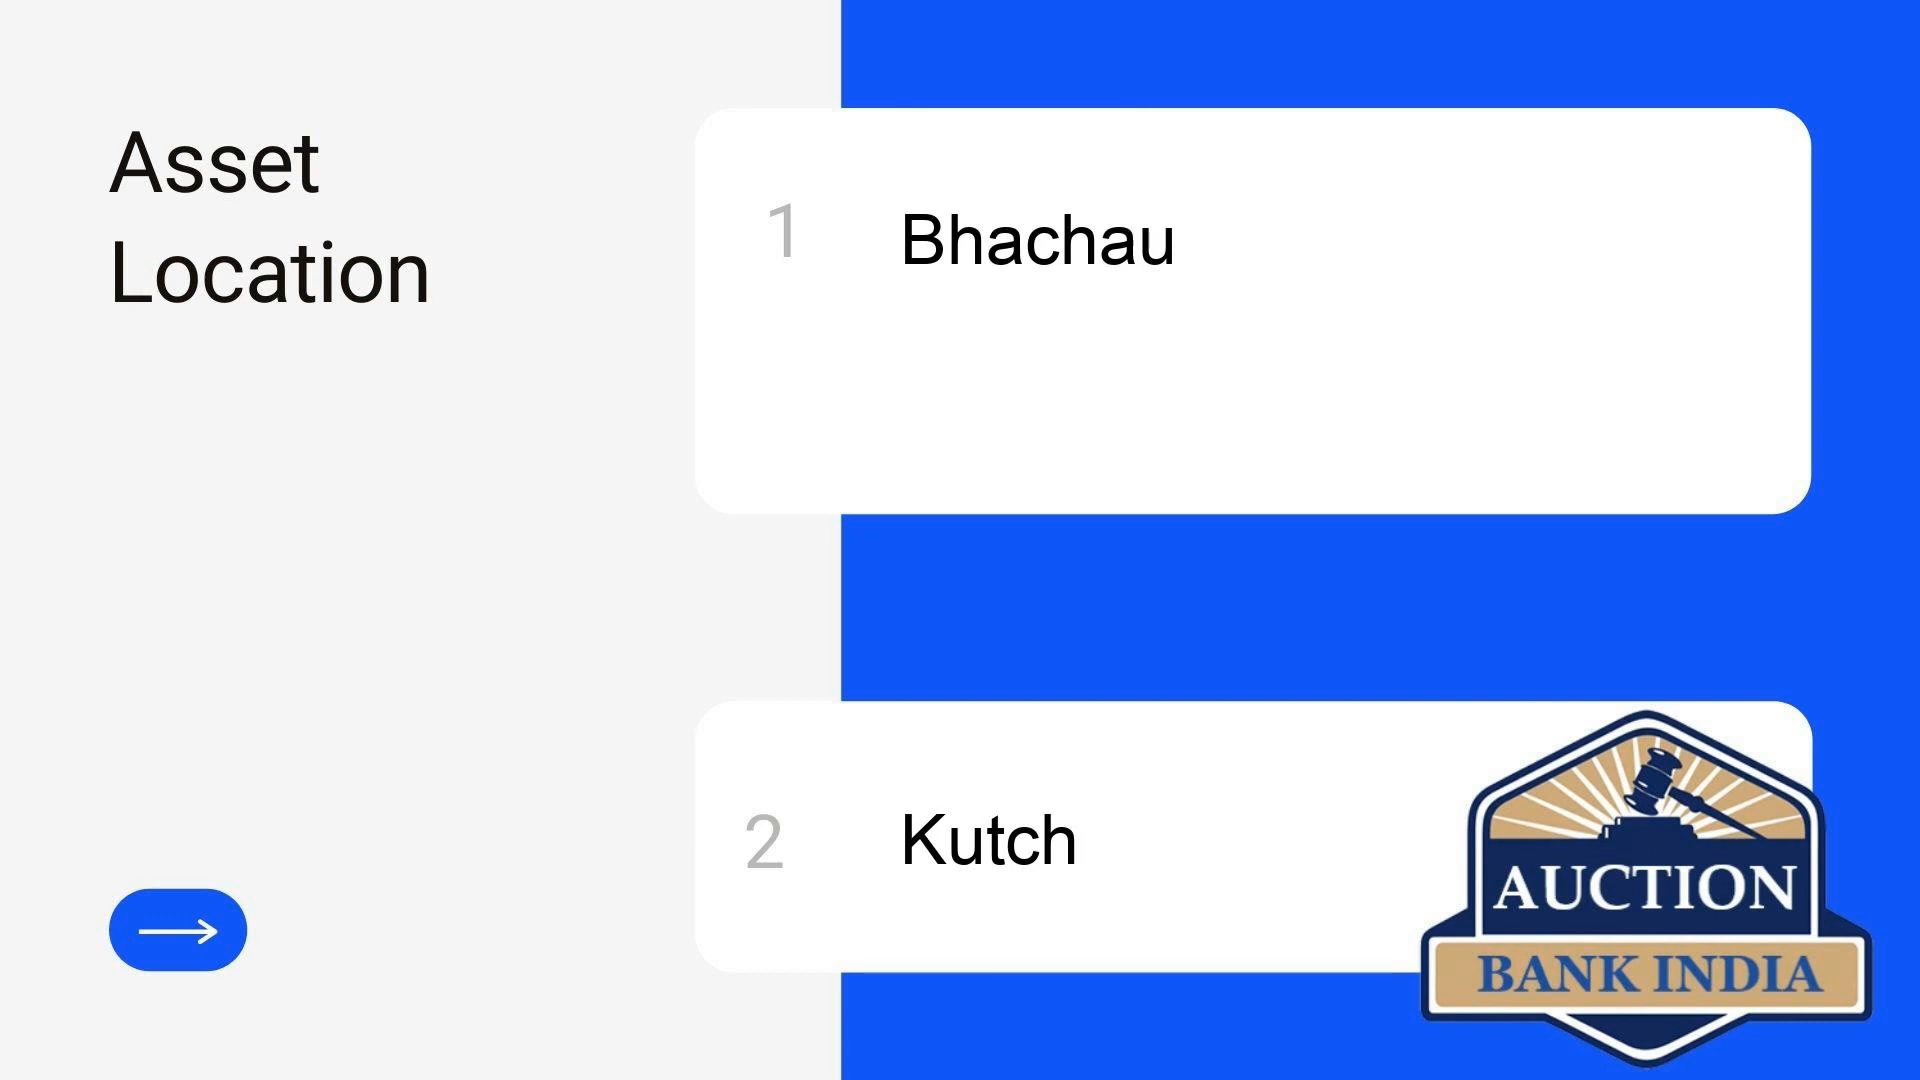 Asset
Location
1
Bhachau
2
Kutch
AUCTION
BANK INDIA